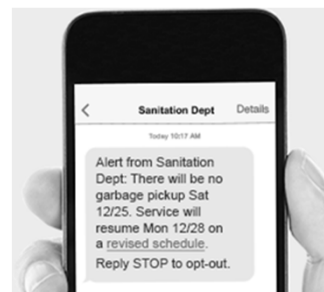 Sanitation Dept Details
Today 10:17 AM
Alert from Sanitation
Dept: There will be no
garbage pickup Sat
12/25. Service will
resume Mon 12/28 on
a revised schedule.
Reply STOP to opt-out.